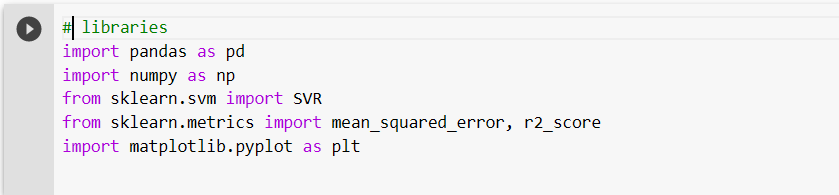 # libraries
import pandas as pd
import numpy as np
from sklearn.svm import SVR
from sklearn.metrics import mean_squared_error, r2_score
import matplotlib.pyplot as plt